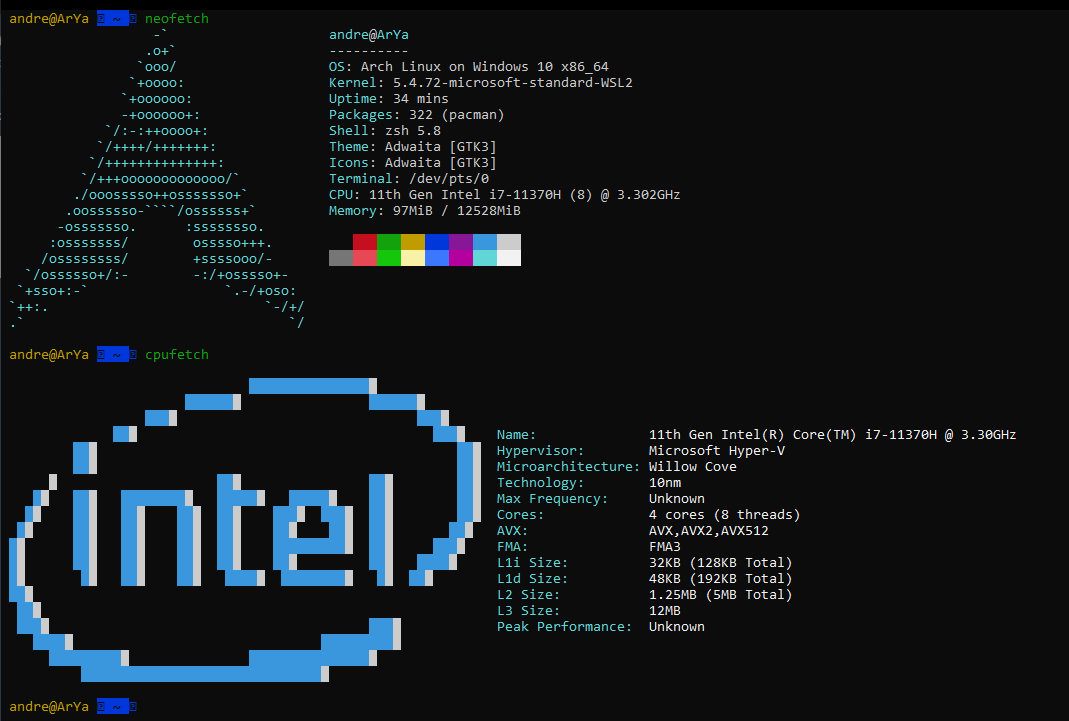 andre@ArYa ~ neofetch
andre@ArYa
----------
OS: Arch Linux on Windows 10 x86_64
Kernel: 5.4.72-microsoft-standard-WSL2
Uptime: 34 mins
Packages: 322 (pacman)
Shell: zsh 5.8
Theme: Adwaita [GTK3]
Icons: Adwaita [GTK3]
Terminal: /dev/pts/0
CPU: 11th Gen Intel i7-11370H (8) @ 3.302GHz
Memory: 97MiB / 12528MiB
andre@ArYa ~ cpufetch
intel
Name: 11th Gen Intel(R) Core(TM) i7-11370H @ 3.30GHz
Hypervisor: Microsoft Hyper-V
Microarchitecture: Willow Cove
Technology: 10nm
Max Frequency: Unknown
Cores: 4 cores (8 threads)
AVX: AVX,AVX2,AVX512
FMA: FMA3
L1i Size: 32KB (128KB Total)
L1d Size: 48KB (192KB Total)
L2 Size: 1.25MB (5MB Total)
L3 Size: 12MB
Peak Performance: Unknown
andre@ArYa ~